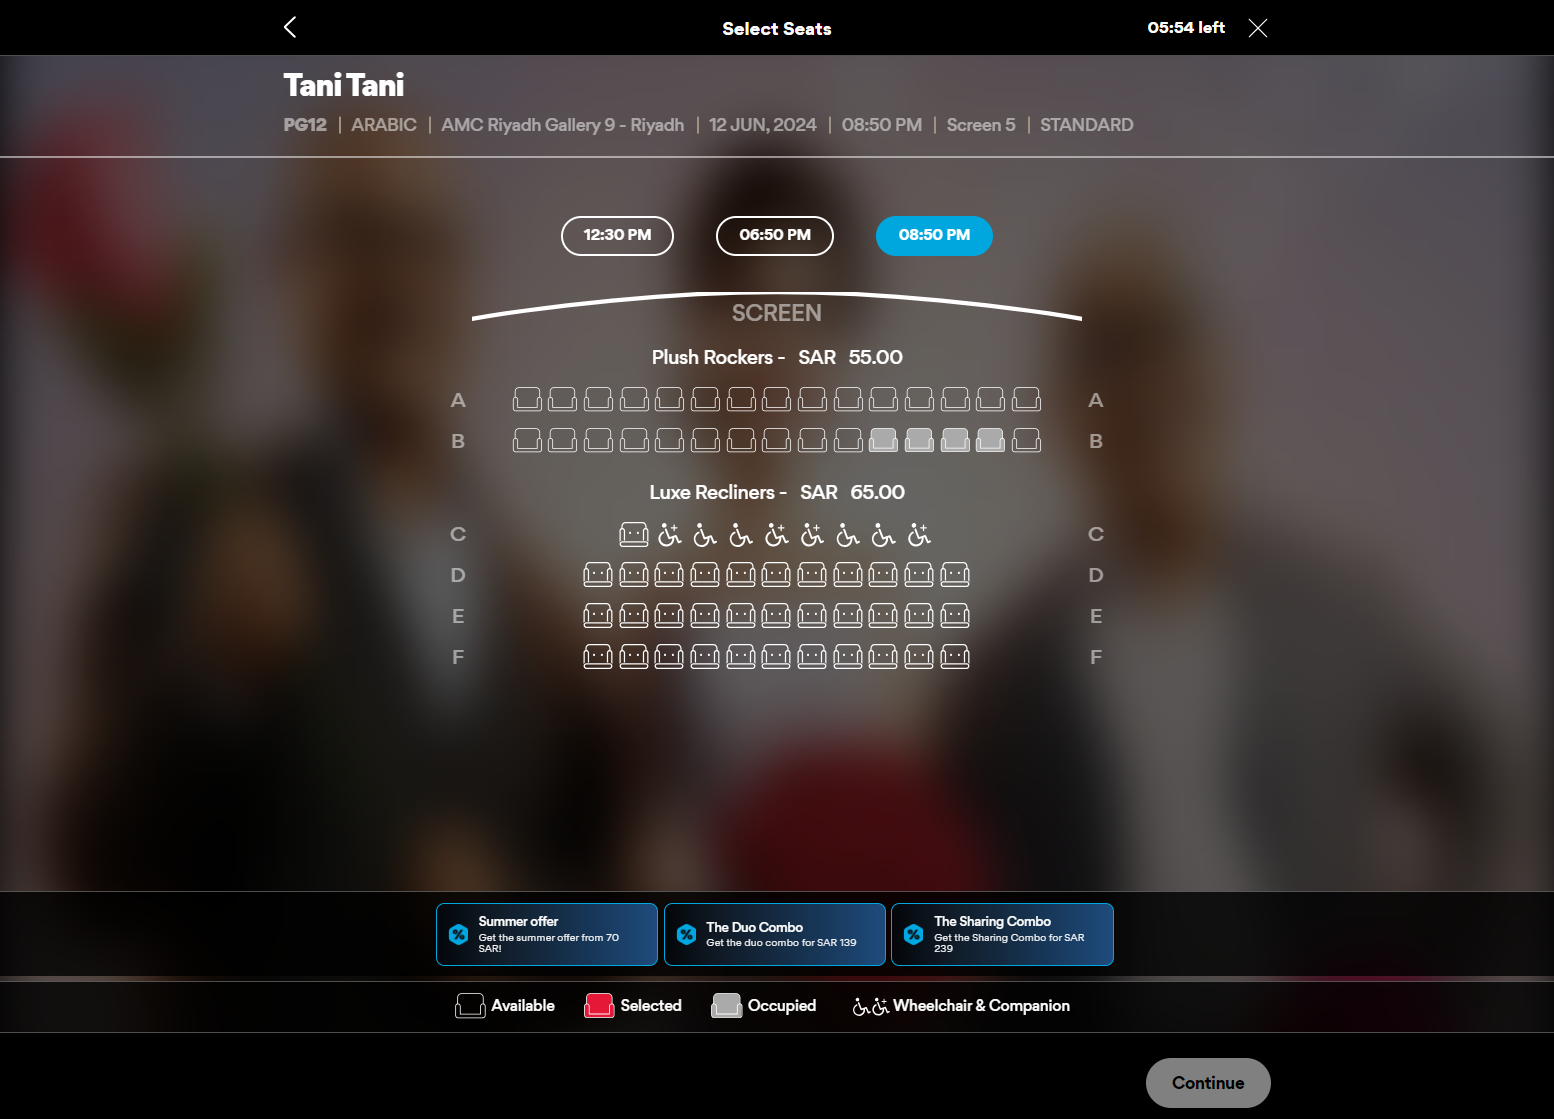 Select Seats
05:54 left
Tani Tani
PG12 | ARABIC | AMC Riyadh Gallery 9 - Riyadh | 12 JUN, 2024 | 08:50 PM | Screen 5 | STANDARD
12:30 PM
06:50 PM
08:50 PM
SCREEN
Plush Rockers - SAR 55.00
A A
B B
Luxe Recliners - SAR 65.00
C C
D D
E E
F F
Summer offer
Get the summer offer from 70
SAR!
The Duo Combo
Get the duo combo for SAR 139
The Sharing Combo
Get the Sharing Combo for SAR
239
Available
Selected
Occupied
Wheelchair & Companion
Continue